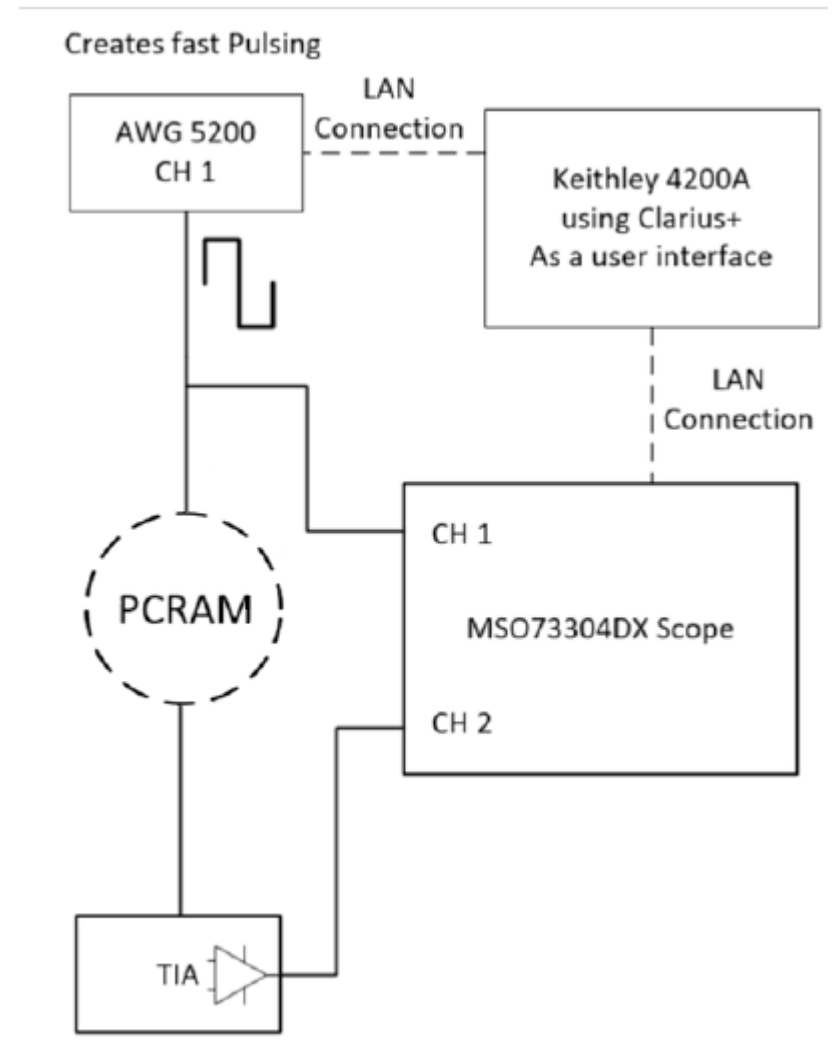 Creates fast Pulsing
LAN
Connection
AWG 5200
CH 1
Keithley 4200A
using Clarius+
As a user interface
LAN
Connection
CH 1
PCRAM
MSO73304DX Scope
CH 2
TIA